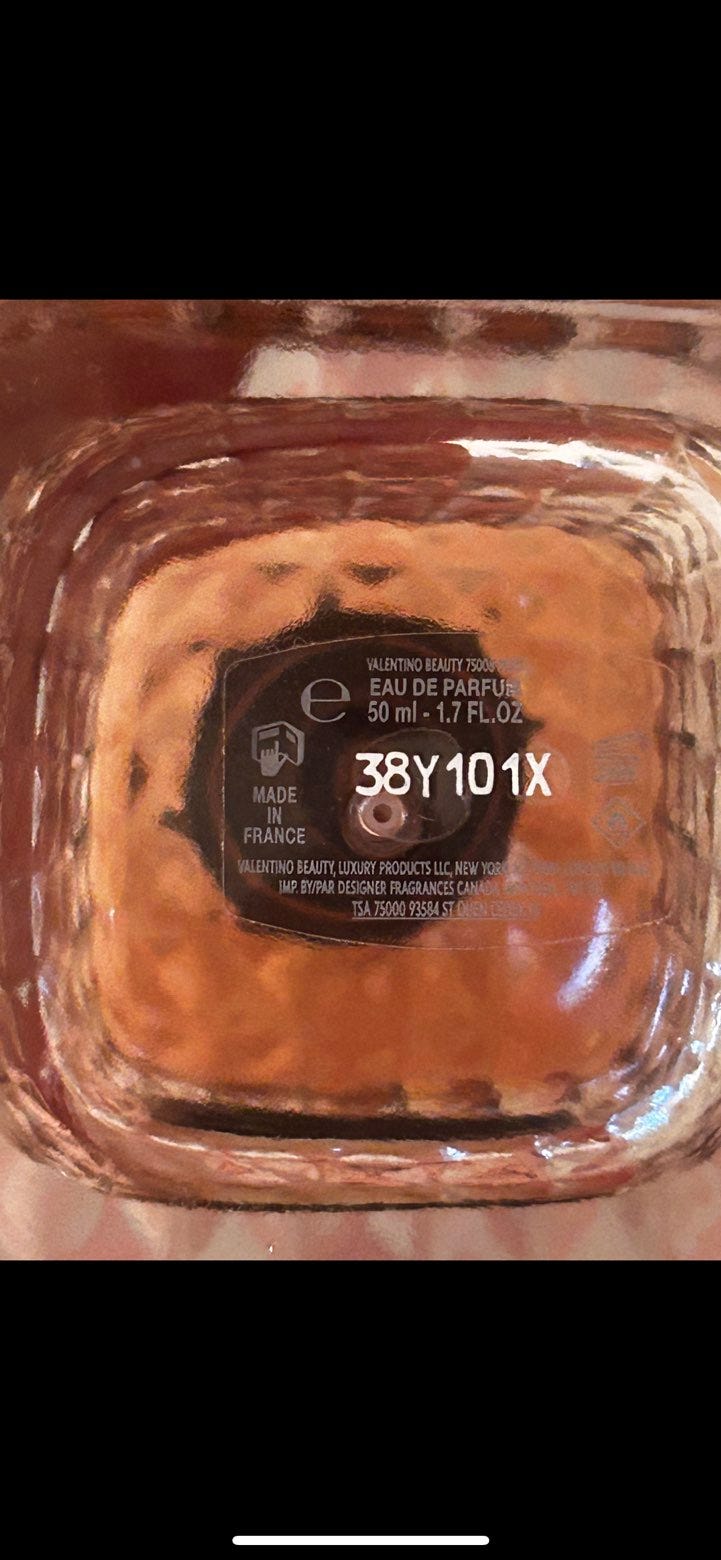 VALENTINO BEAUTY 75008
e EAU DE PARFUM
50 ml - 1.7 FL.OZ
38Y101X
MADE
IN
FRANCE
VALENTINO BEAUTY, LUXURY PRODUCTS LLC, NEW YORK
IMP. BY/PAR DESIGNER FRAGRANCES CANADA
TSA 75000 93584 ST OUEN CEDEX